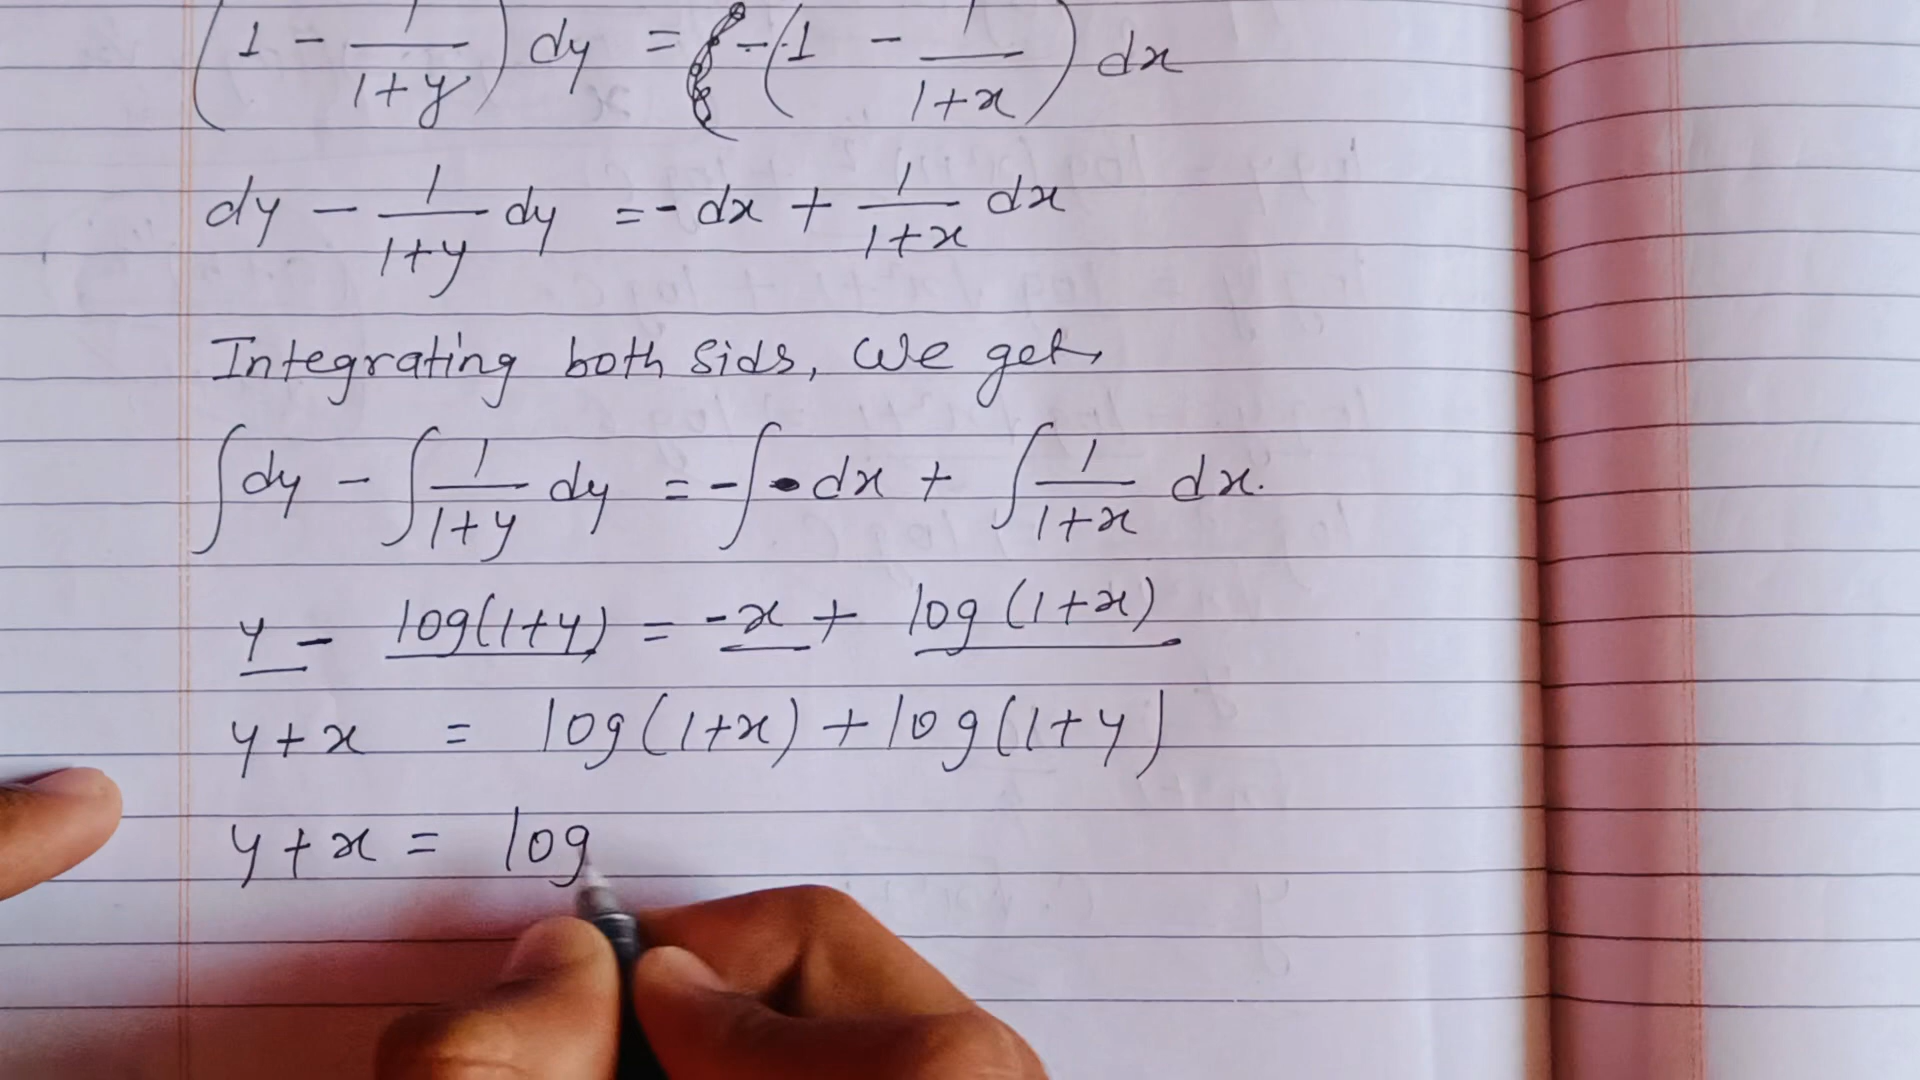 (1 - 1/(1+y)) dy = -(1 - 1/(1+x)) dx
dy - 1/(1+y) dy = - dx + 1/(1+x) dx
Integrating both sids, We get,
∫dy - ∫1/(1+y) dy = -∫ dx + ∫1/(1+x) dx.
y - log(1+y) = -x + log(1+x)
y+x = log(1+x) + log(1+y)
y+x = log